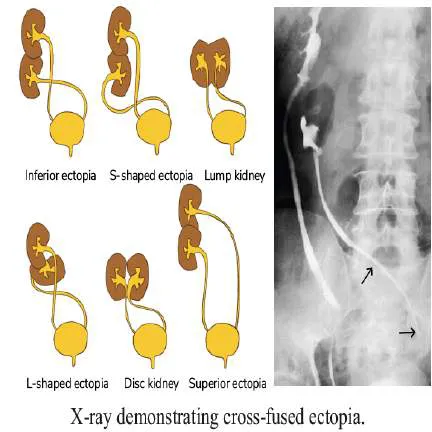 Inferior ectopia S-shaped ectopia Lump kidney
L-shaped ectopia Disc kidney Superior ectopia
X-ray demonstrating cross-fused ectopia.